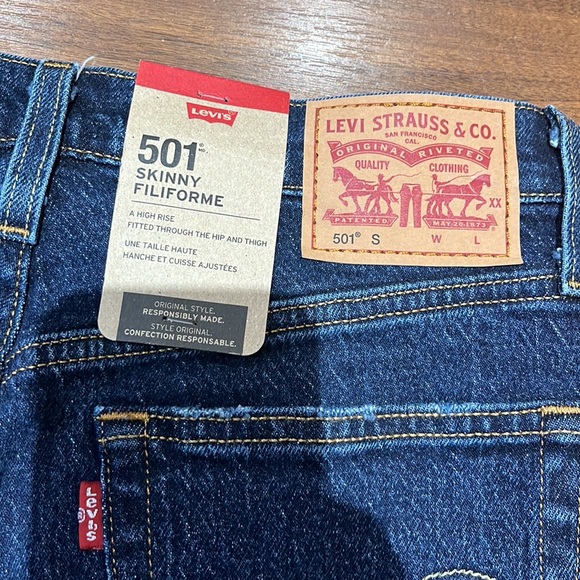 Levi's
501®
SKINNY
FILIFORME
A HIGH RISE
FITTED THROUGH THE HIP AND THIGH
UNE TAILLE HAUTE
HANCHE ET CUISSE AJUSTÉES
ORIGINAL STYLE.
RESPONSIBLY MADE.
STYLE ORIGINAL.
CONFECTION RESPONSABLE.
LEVI STRAUSS & CO.
SAN FRANCISCO
CAL.
ORIGINAL RIVETED
QUALITY CLOTHING
XX
PATENTED MAY.20.1873
501® S W L
Levi's
®